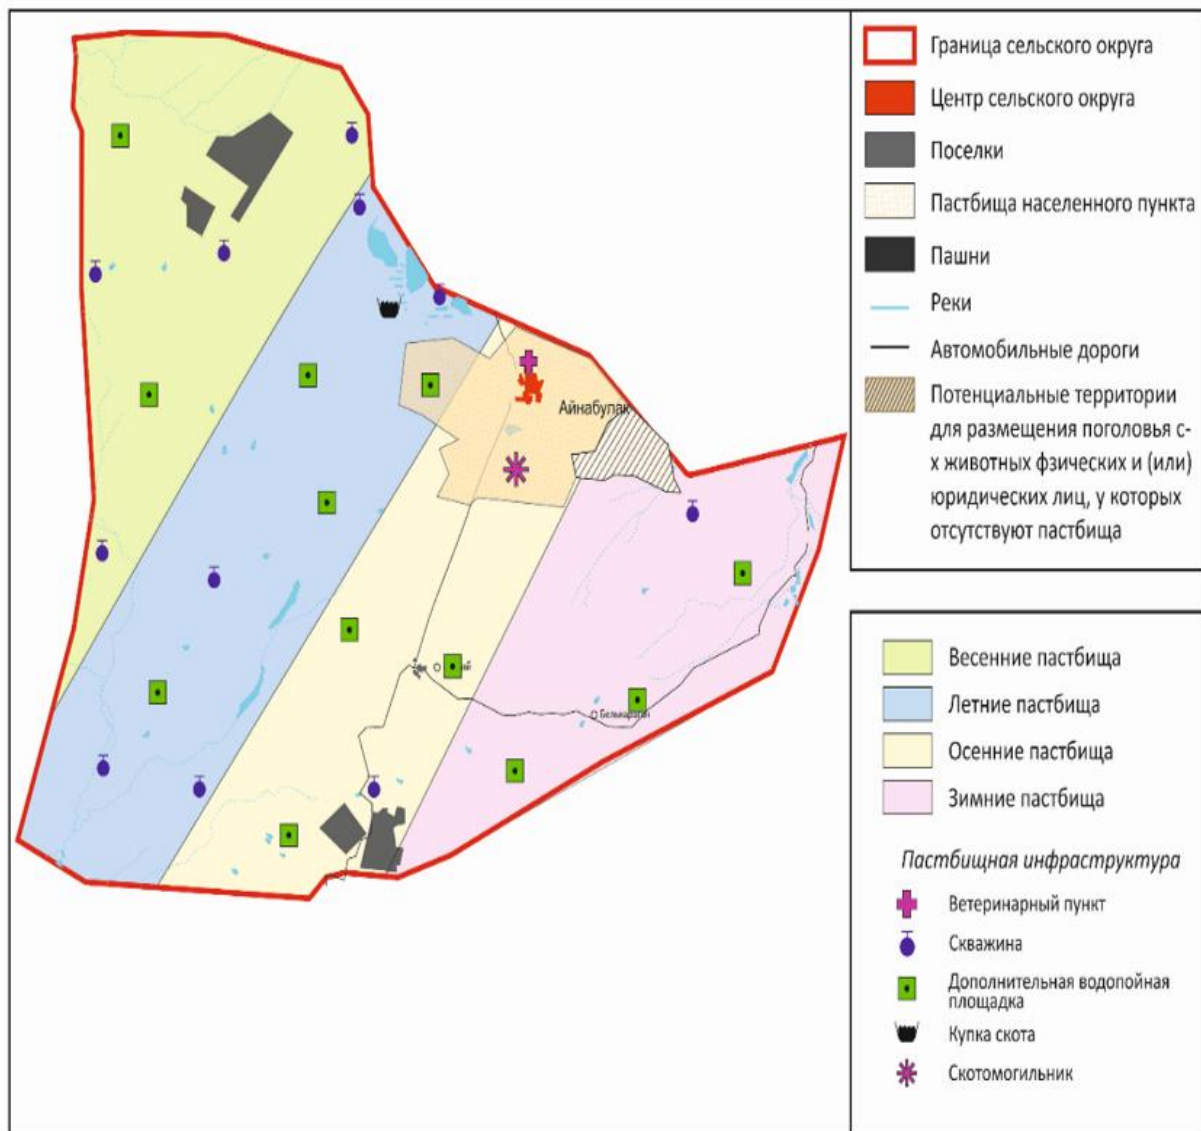 Граница сельского округа
Центр сельского округа
Поселки
Пастбища населенного пункта
Пашни
Реки
Автомобильные дороги
Потенциальные территории
для размещения поголовья с-
х животных фзических и (или)
юридических лиц, у которых
отсутствуют пастбища
Айнабулак
Весенние пастбища
Летние пастбища
Осенние пастбища
Зимние пастбища
Пастбищная инфраструктура
Ветеринарный пункт
Скважина
Дополнительная водопойная
площадка
Купка скота
Скотомогильник